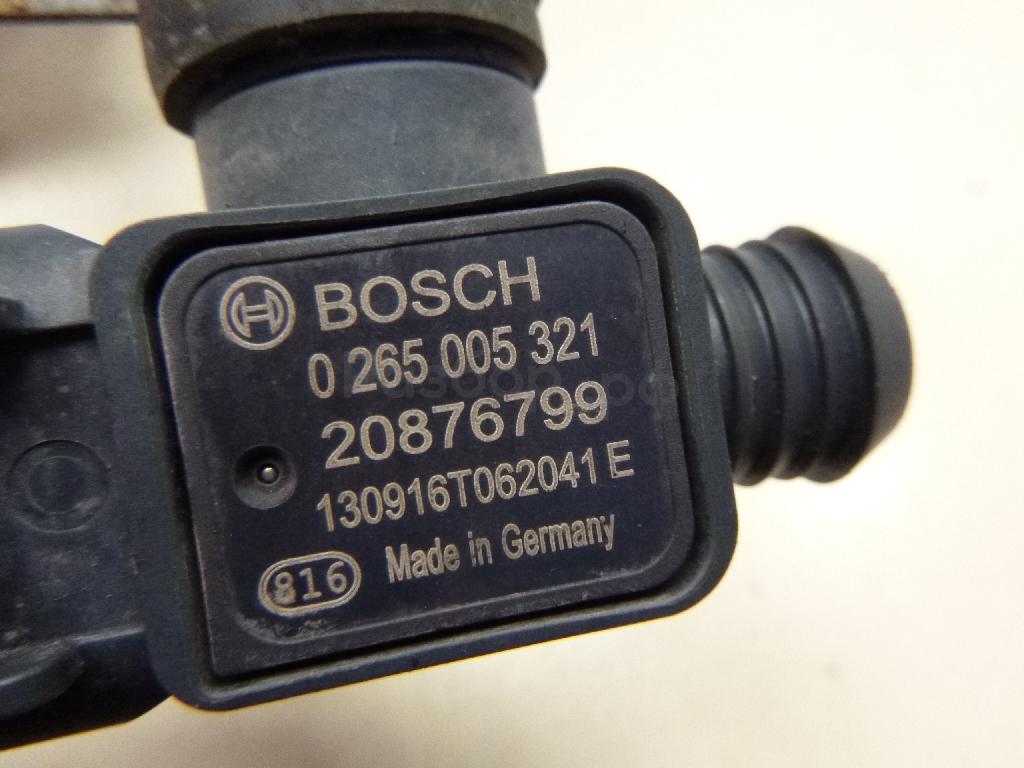 BOSCH
0 265 005 321
20876799
130916T062041 E
Made in Germany
816